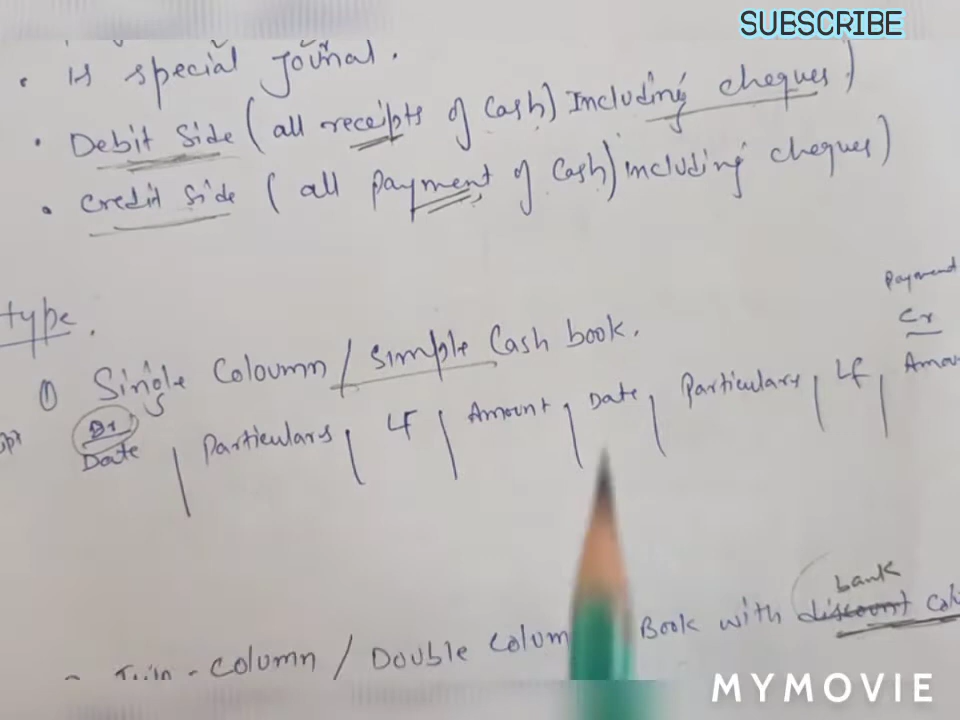 SUBSCRIBE
• is special Journal.
• Debit Side (all receipts of Cash) Including cheques)
• Credit Side (all payment of Cash) including cheques)
type.
Payment
Cr
① Single Coloumn / Simple Cash book.
Dr
Date | Particulars | LF | Amount | Date | Particulars | LF | Amou
bank
Column / Double Colum Book with discount Col
MYMOVIE